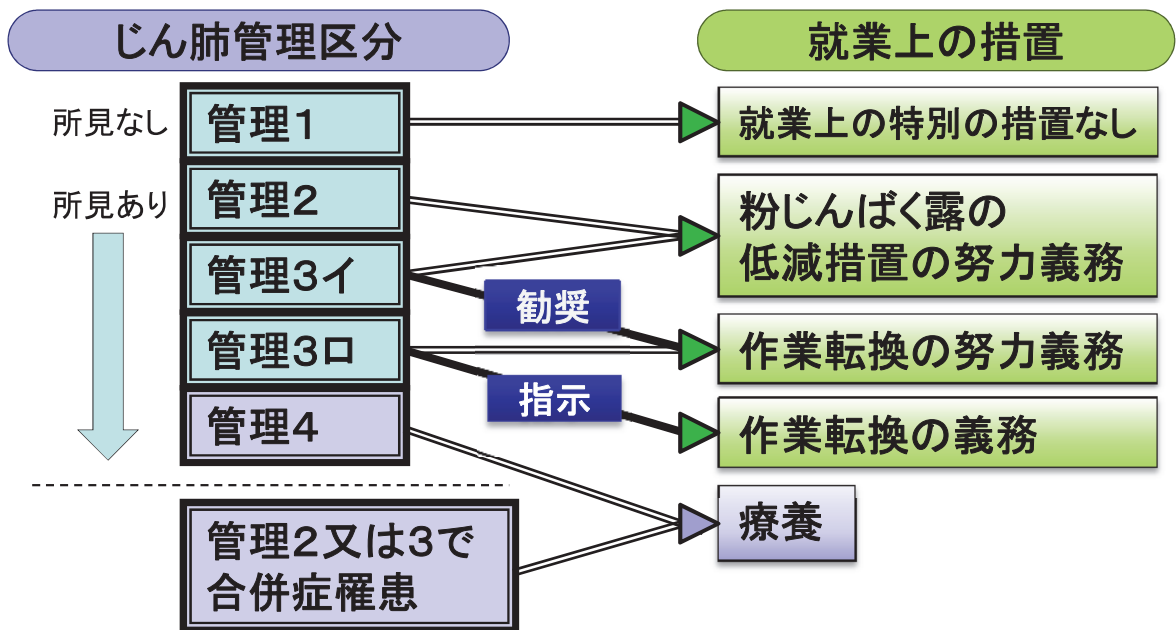 じん肺管理区分
就業上の措置
所見なし
管理1
就業上の特別の措置なし
所見あり
管理2
粉じんばく露の
低減措置の努力義務
管理3イ
勧奨
管理3ロ
作業転換の努力義務
指示
管理4
作業転換の義務
管理2又は3で
合併症罹患
療養